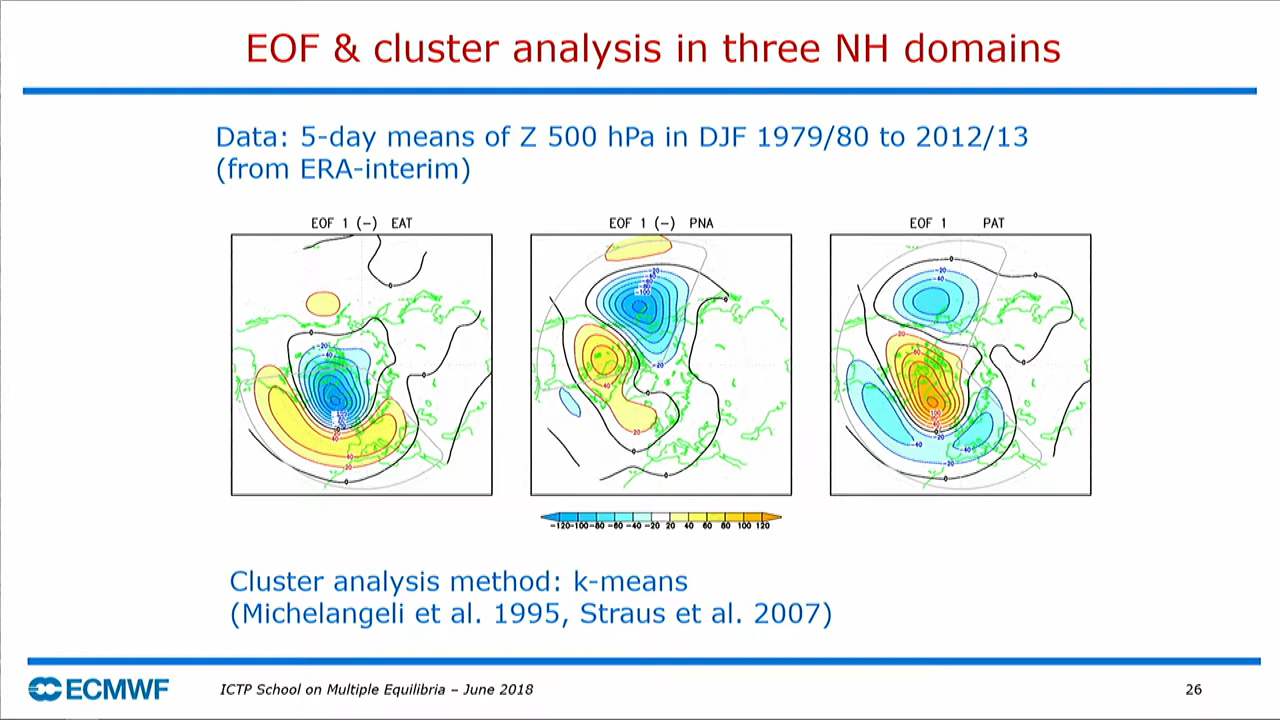 EOF & cluster analysis in three NH domains
Data: 5-day means of Z 500 hPa in DJF 1979/80 to 2012/13
(from ERA-interim)
EOF 1 (-) EAT
EOF 1 (-) PNA
EOF 1 PAT
-120-100-80 -60 -40 -20 20 40 60 80 100 120
Cluster analysis method: k-means
(Michelangeli et al. 1995, Straus et al. 2007)
ECMWF
ICTP School on Multiple Equilibria – June 2018
26